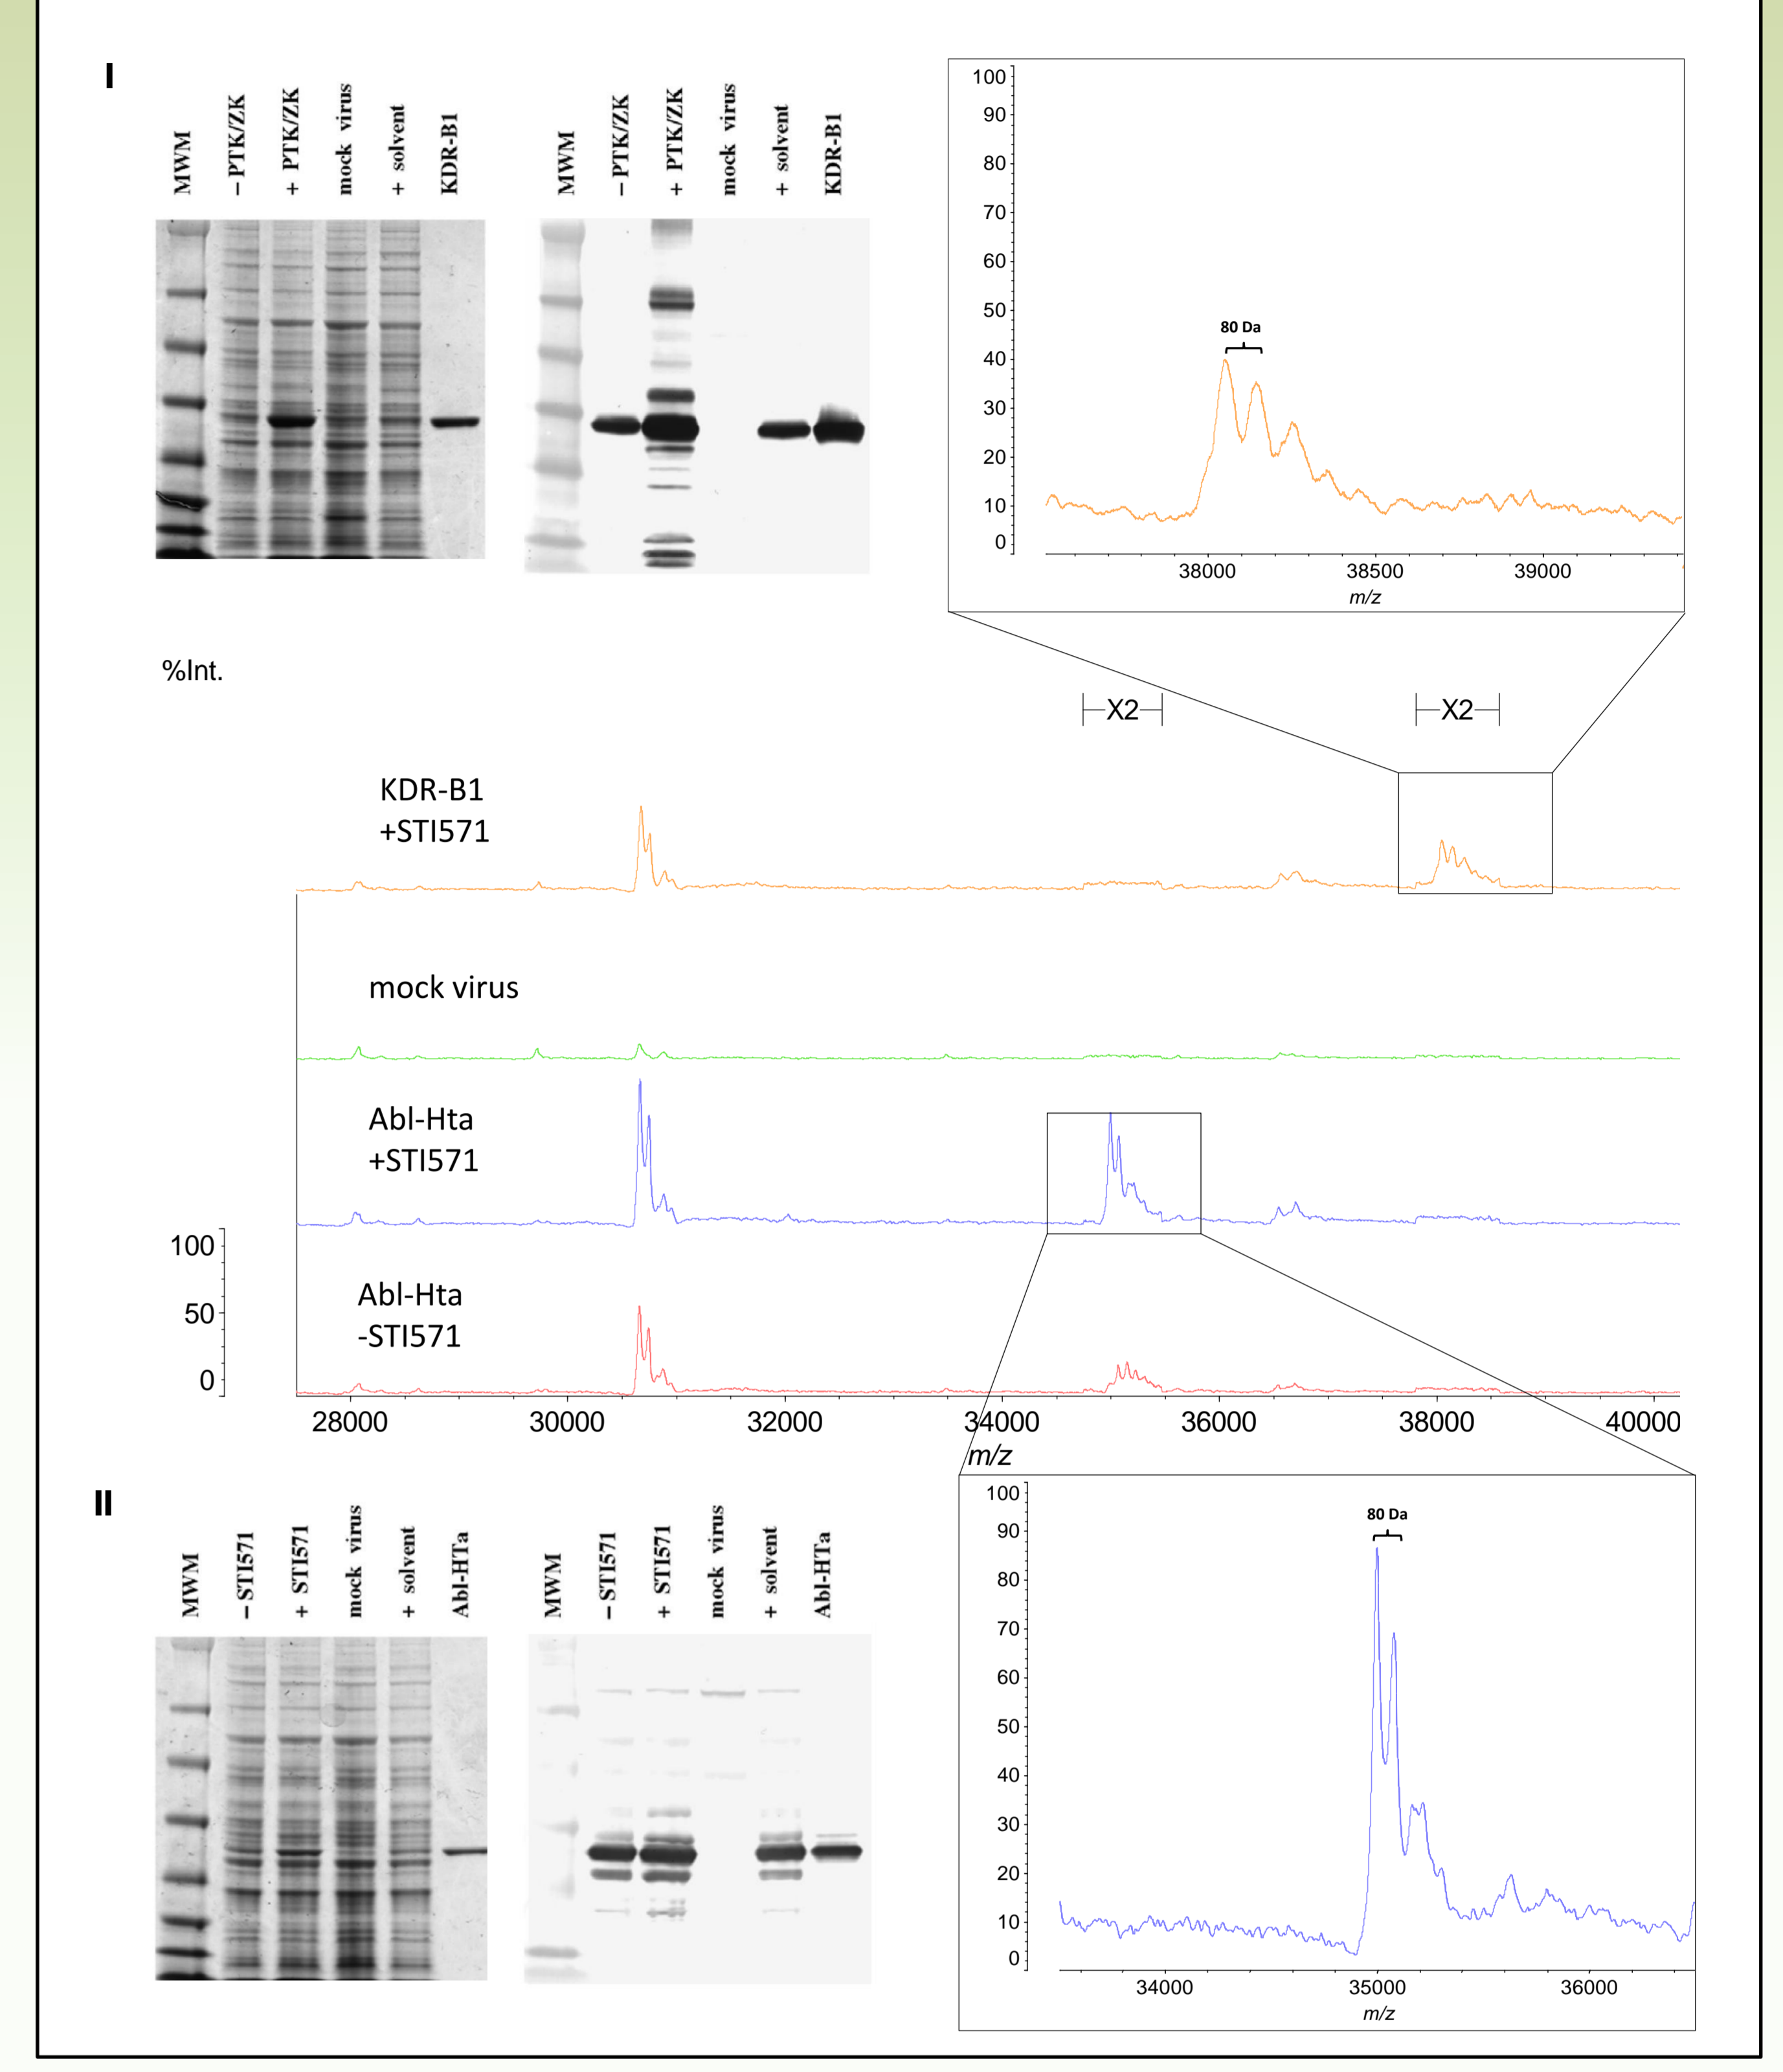 I
MWM
– PTK/ZK
+ PTK/ZK
mock virus
+ solvent
KDR-B1
MWM
– PTK/ZK
+ PTK/ZK
mock virus
+ solvent
KDR-B1
100
90
80
70
60
50
40
30
20
10
0
80 Da
38000 38500 39000
m/z
%Int.
X2 X2
KDR-B1
+STI571
mock virus
Abl-Hta
+STI571
Abl-Hta
-STI571
100
50
0
28000 30000 32000 34000 36000 38000 40000
m/z
II
MWM
– STI571
+ STI571
mock virus
+ solvent
Abl-HTa
MWM
– STI571
+ STI571
mock virus
+ solvent
Abl-HTa
100
90
80
70
60
50
40
30
20
10
0
80 Da
34000 35000 36000
m/z